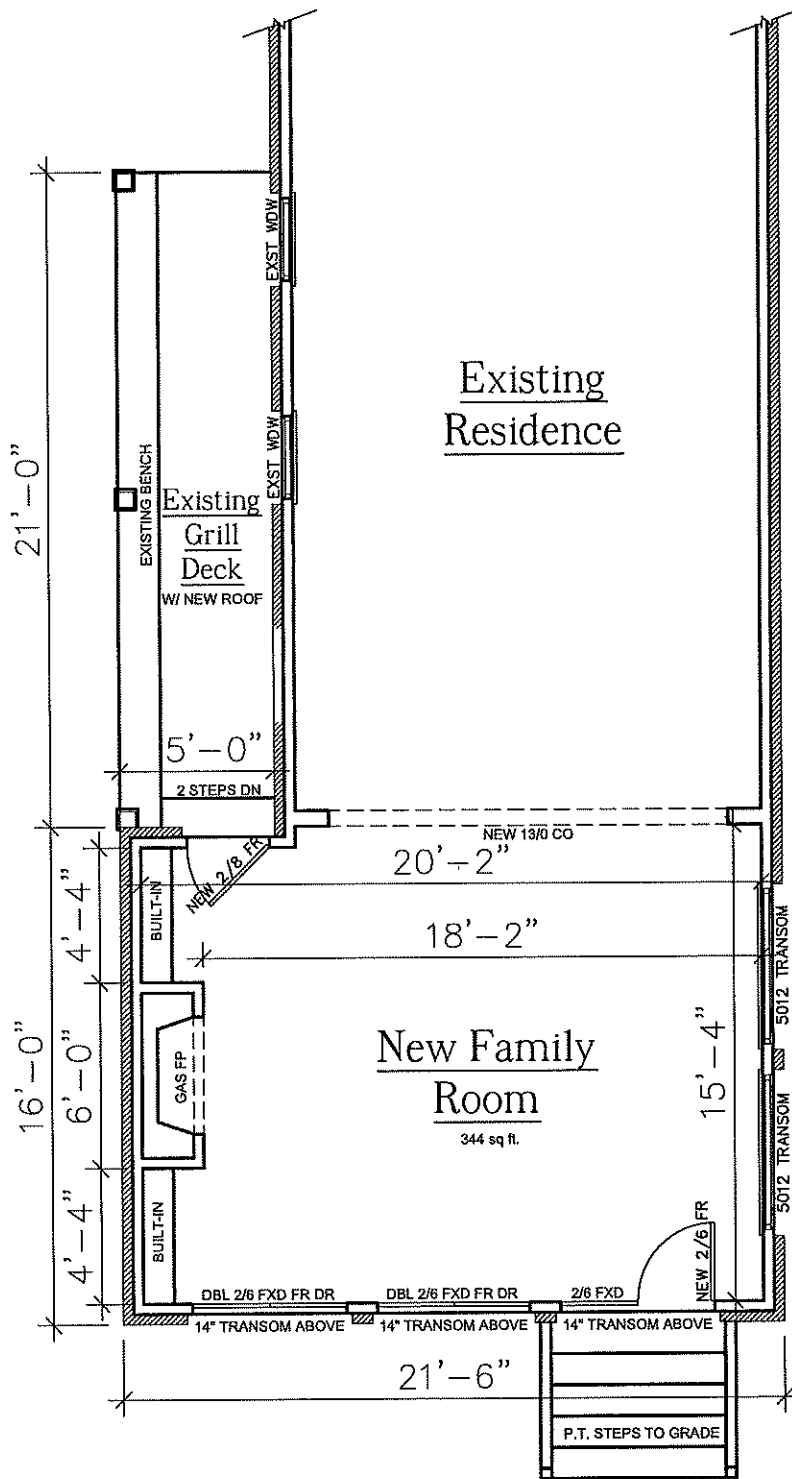 EXST WDW
Existing
Residence
21'-0"
EXISTING BENCH
EXST WDW
Existing
Grill
Deck
W/ NEW ROOF
5'-0"
2 STEPS DN
NEW 13/0 CO
NEW 2/8 FR
20'-2"
4'-4"
BUILT-IN
18'-2"
5012 TRANSOM
16'-0"
6'-0"
GAS FP
New Family
Room
344 sq ft.
15'-4"
5012 TRANSOM
4'-4"
BUILT-IN
NEW 2/6 FR
DBL 2/6 FXD FR DR
DBL 2/6 FXD FR DR
2/6 FXD
14" TRANSOM ABOVE
14" TRANSOM ABOVE
14" TRANSOM ABOVE
21'-6"
P.T. STEPS TO GRADE